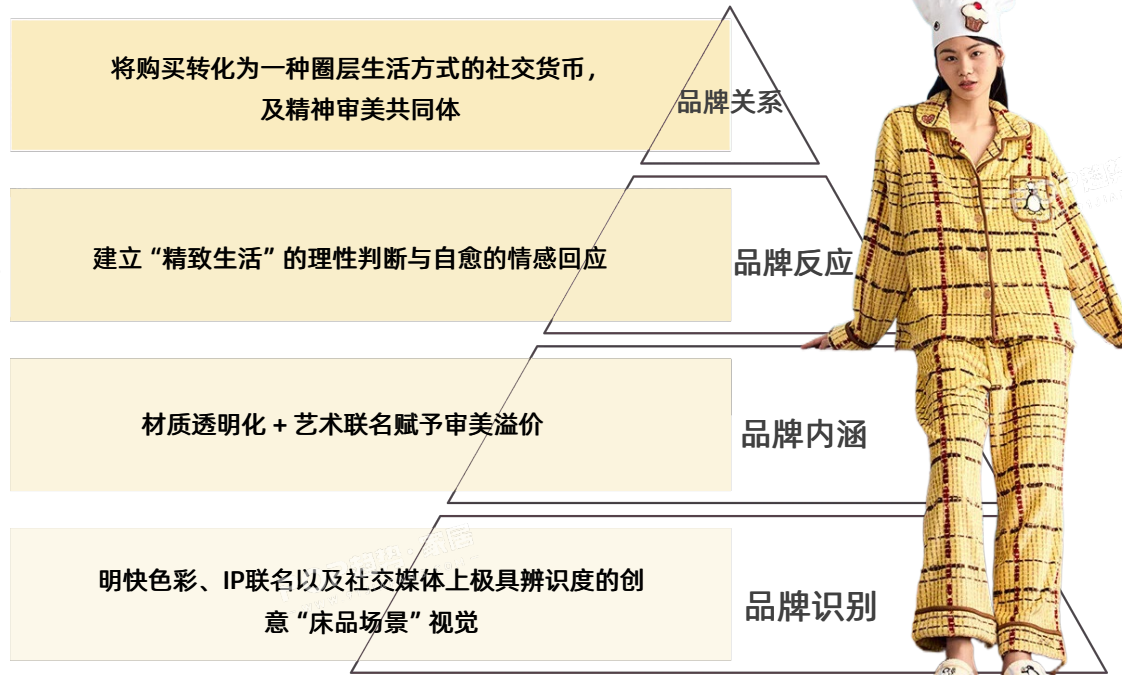 将购买转化为一种圈层生活方式的社交货币，
及精神审美共同体
品牌关系
建立“精致生活”的理性判断与自愈的情感回应
品牌反应
材质透明化 + 艺术联名赋予审美溢价
品牌内涵
明快色彩、IP联名以及社交媒体上极具辨识度的创
意“床品场景”视觉
品牌识别